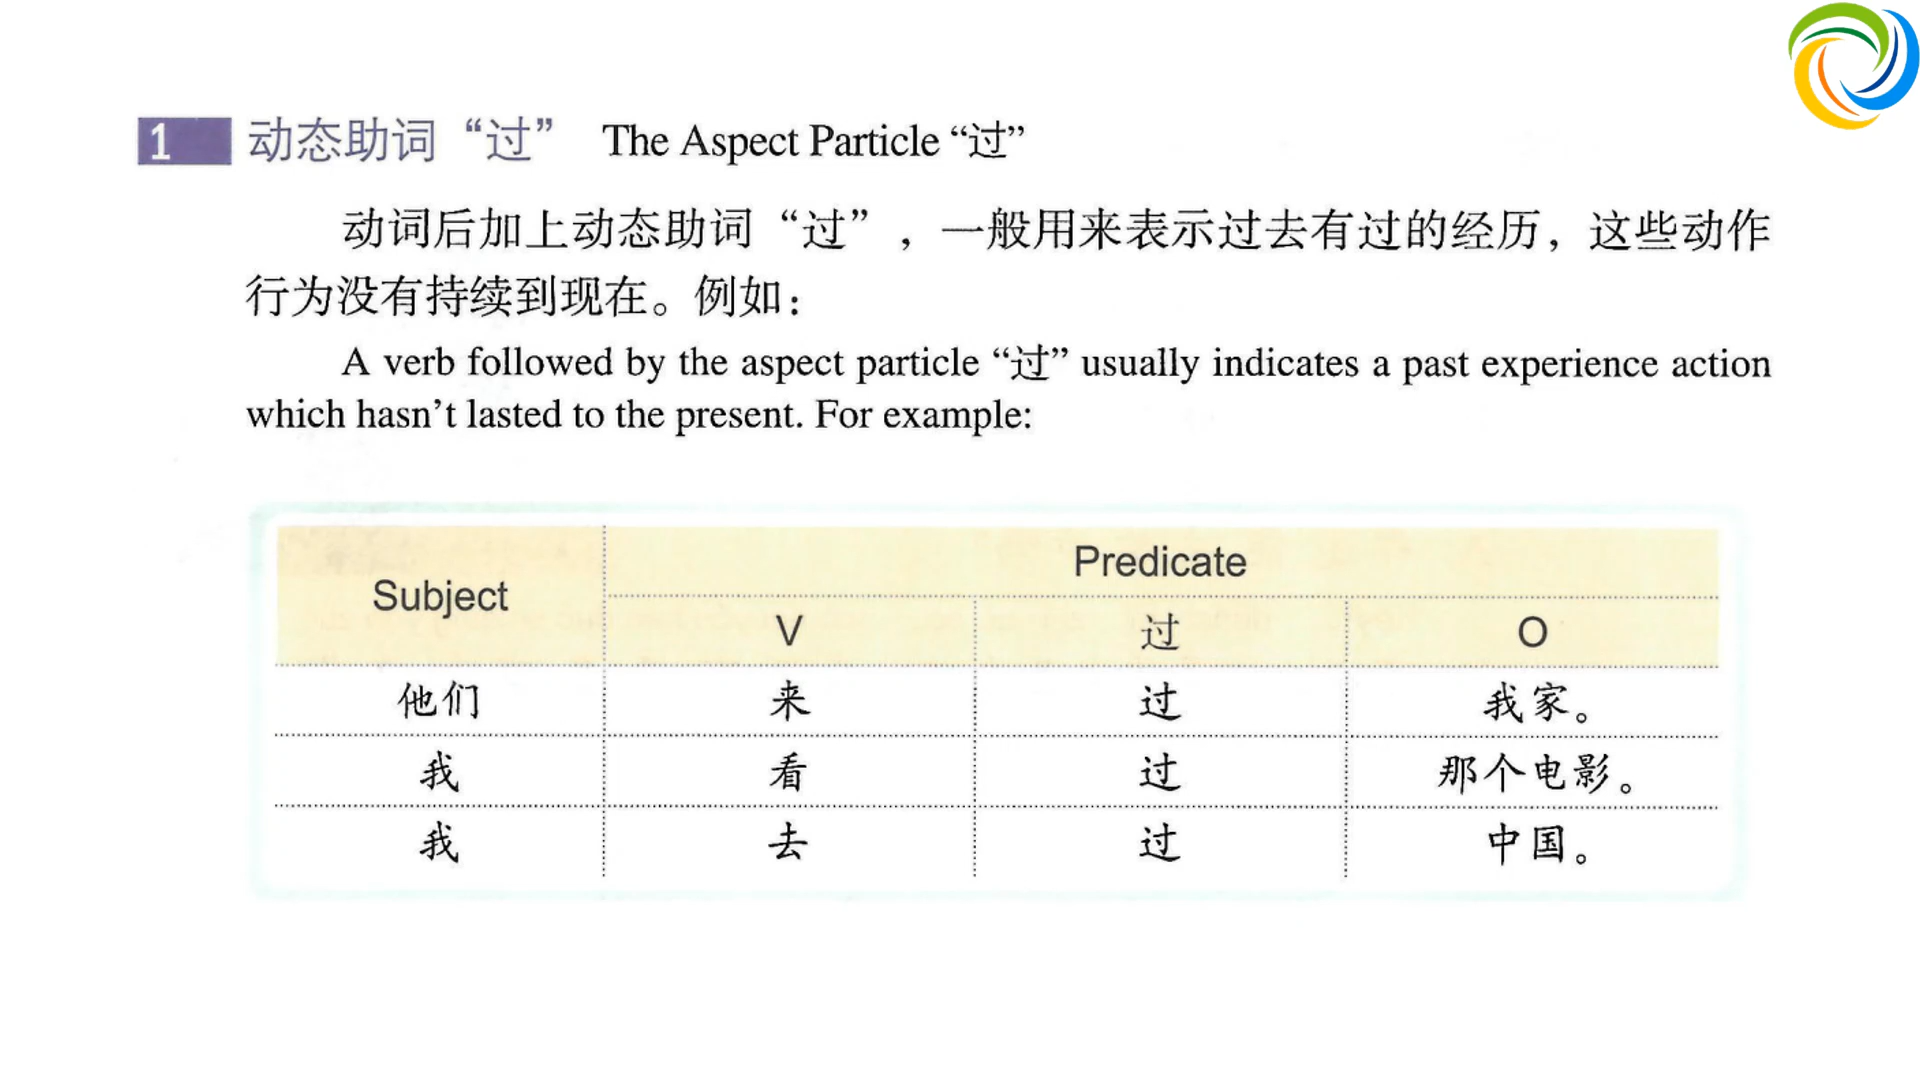 1 动态助词“过” The Aspect Particle “过”
动词后加上动态助词“过”，一般用来表示过去有过的经历，这些动作
行为没有持续到现在。例如：
A verb followed by the aspect particle “过” usually indicates a past experience action
which hasn’t lasted to the present. For example:
Subject Predicate
V 过 O
他们 来 过 我家。
我 看 过 那个电影。
我 去 过 中国。